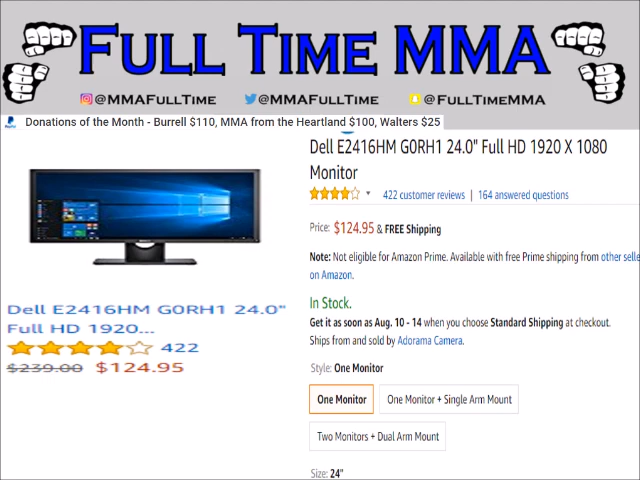 FULL TIME MMA
@MMAFULLTIME @MMAFULLTIME @FULLTIMEMMA
Donations of the Month - Burrell $110, MMA from the Heartland $100, Walters $25
Dell E2416HM G0RH1 24.0" Full HD 1920 X 1080
Monitor
422 customer reviews | 164 answered questions
Price: $124.95 & FREE Shipping
Note: Not eligible for Amazon Prime. Available with free Prime shipping from other selle
on Amazon.
In Stock.
Get it as soon as Aug. 10 - 14 when you choose Standard Shipping at checkout.
Ships from and sold by Adorama Camera.
Style: One Monitor
One Monitor
One Monitor + Single Arm Mount
Two Monitors + Dual Arm Mount
Size: 24"
Dell E2416HM G0RH1 24.0"
Full HD 1920...
422
$239.00 $124.95